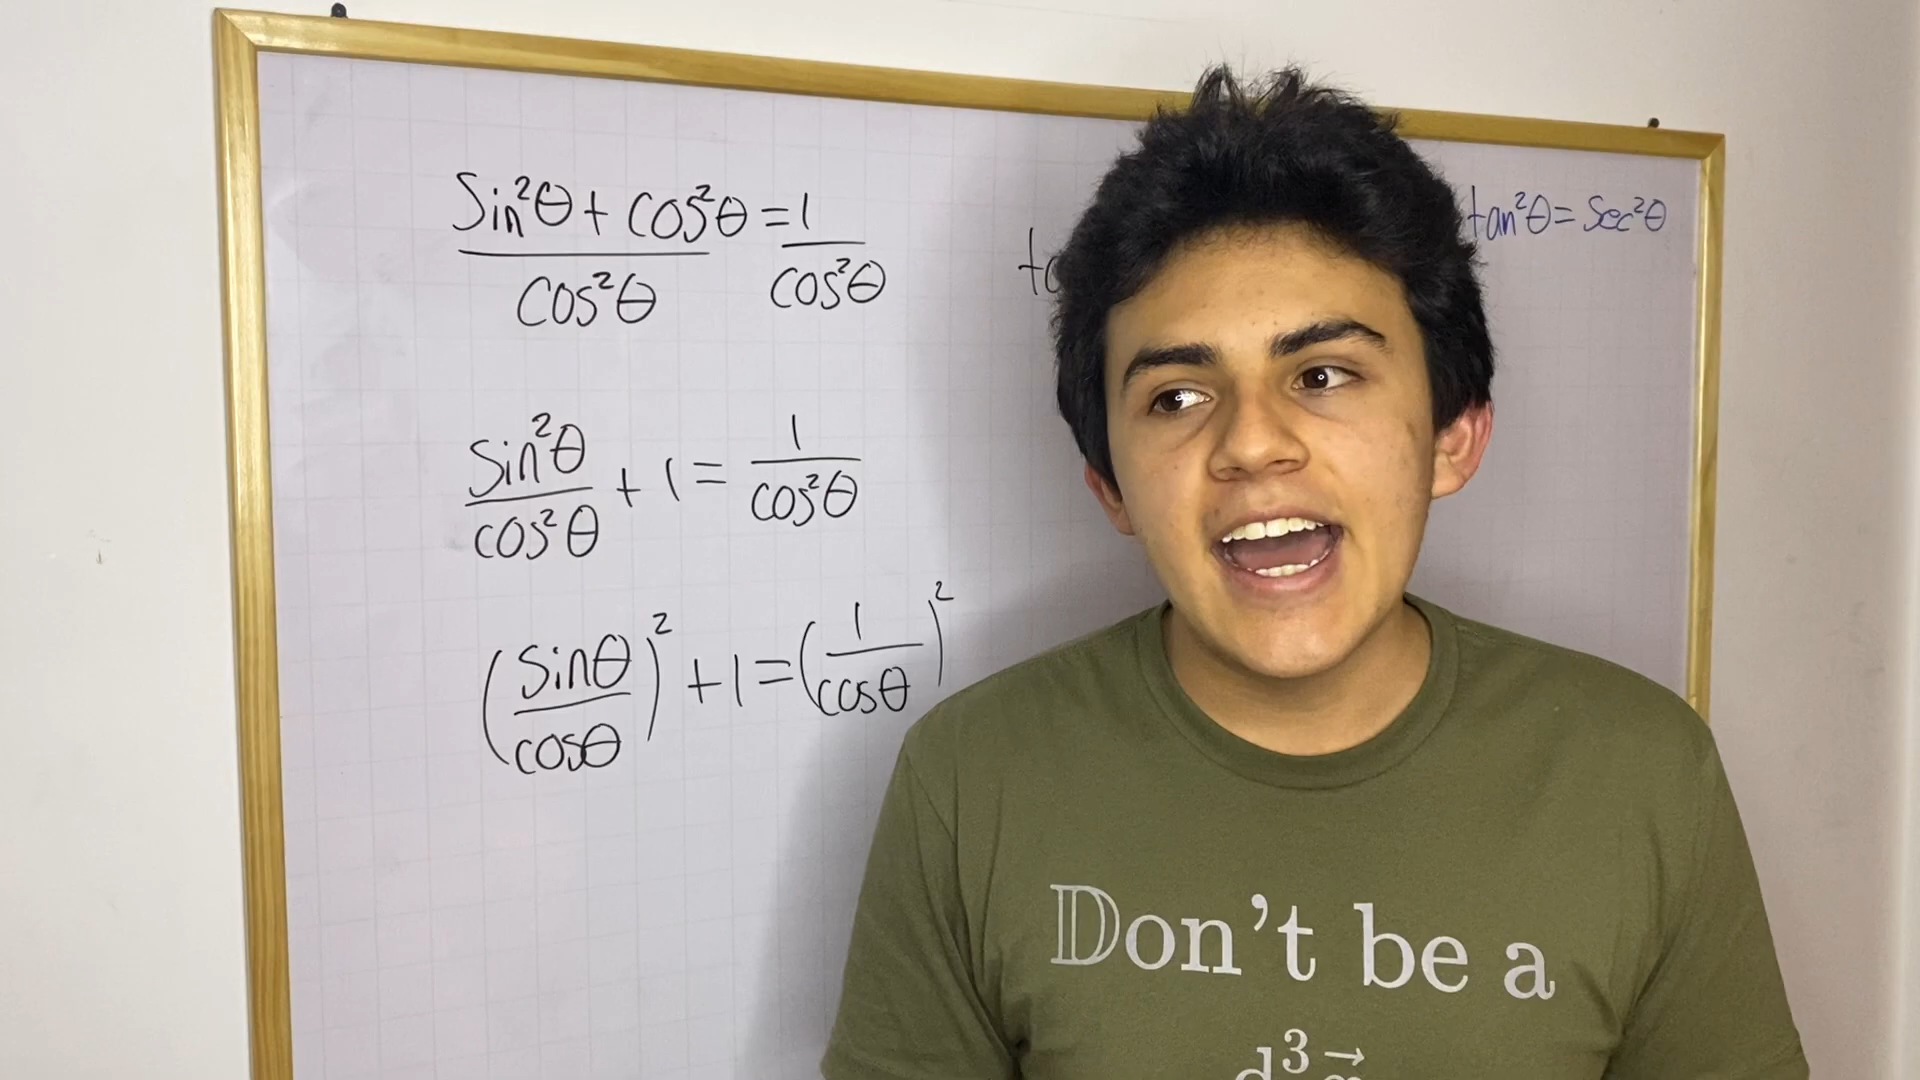 Sin²θ + cos²θ = 1
cos²θ cos²θ
sin²θ / cos²θ + 1 = 1 / cos²θ
(sinθ / cosθ)² + 1 = (1 / cosθ)²
tan²θ = Sec²θ
Don't be a
d³